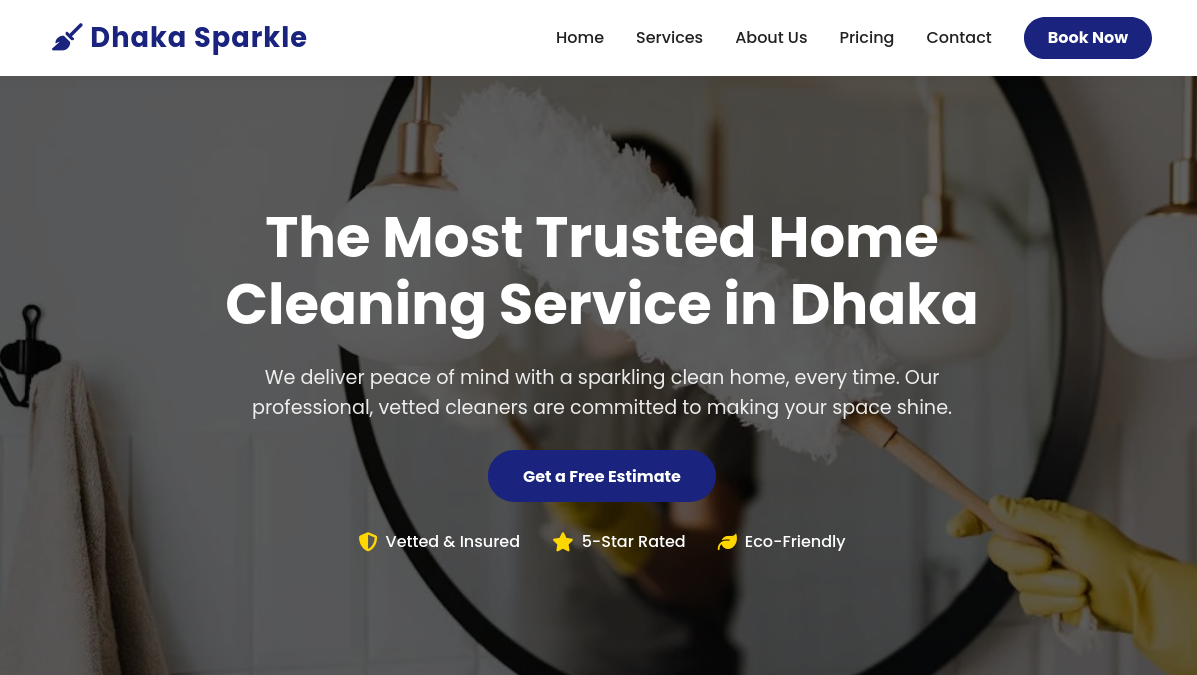 Dhaka Sparkle
Home
Services
About Us
Pricing
Contact
Book Now
The Most Trusted Home
Cleaning Service in Dhaka
We deliver peace of mind with a sparkling clean home, every time. Our
professional, vetted cleaners are committed to making your space shine.
Get a Free Estimate
Vetted & Insured
5-Star Rated
Eco-Friendly